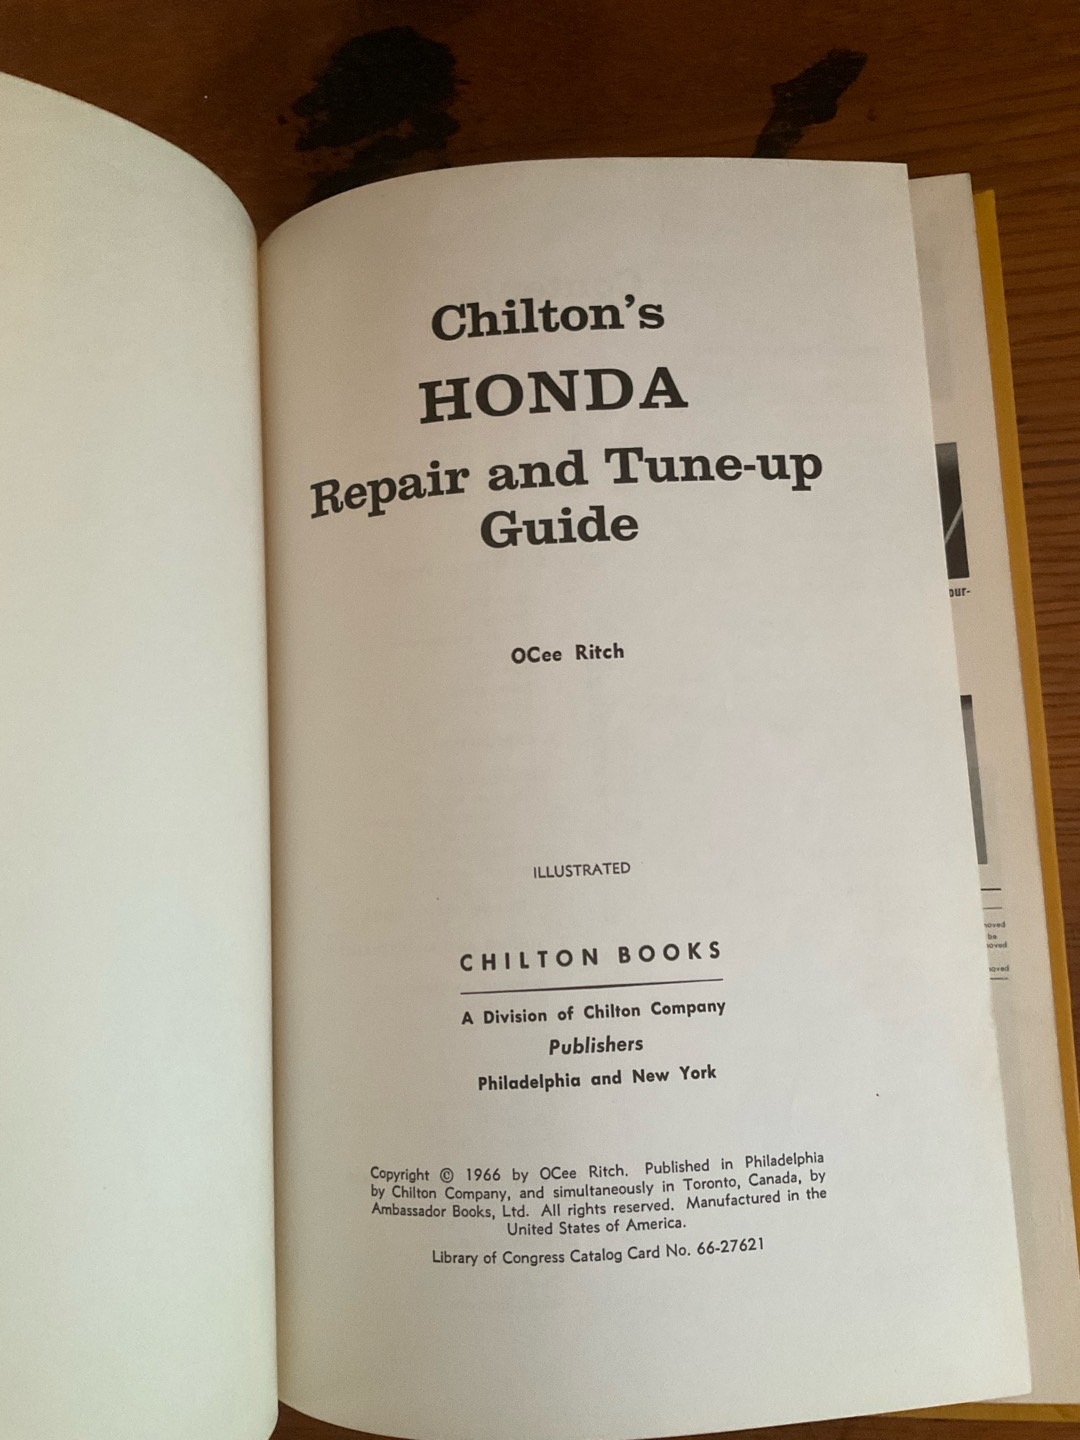 Chilton's
HONDA
Repair and Tune-up
Guide
OCee Ritch
ILLUSTRATED
CHILTON BOOKS
A Division of Chilton Company
Publishers
Philadelphia and New York
Copyright © 1966 by OCee Ritch. Published in Philadelphia
by Chilton Company, and simultaneously in Toronto, Canada, by
Ambassador Books, Ltd. All rights reserved. Manufactured in the
United States of America.
Library of Congress Catalog Card No. 66-27621
be